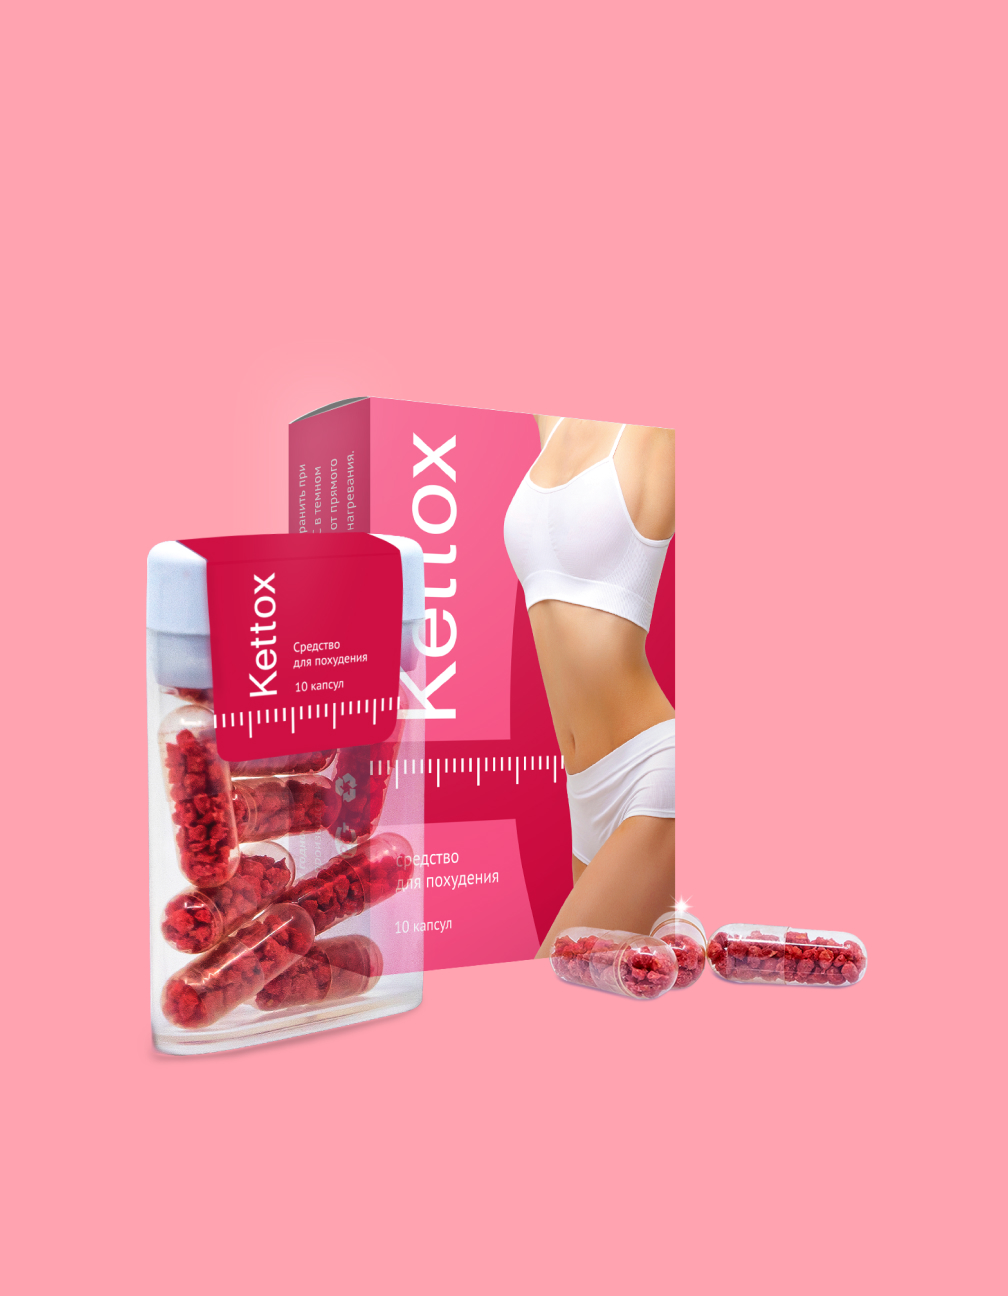 ранить при
в темном
от прямого
нагревания.
Kettox
Средство
для похудения
10 капсул
Kettox
Средство
для похудения
10 капсул